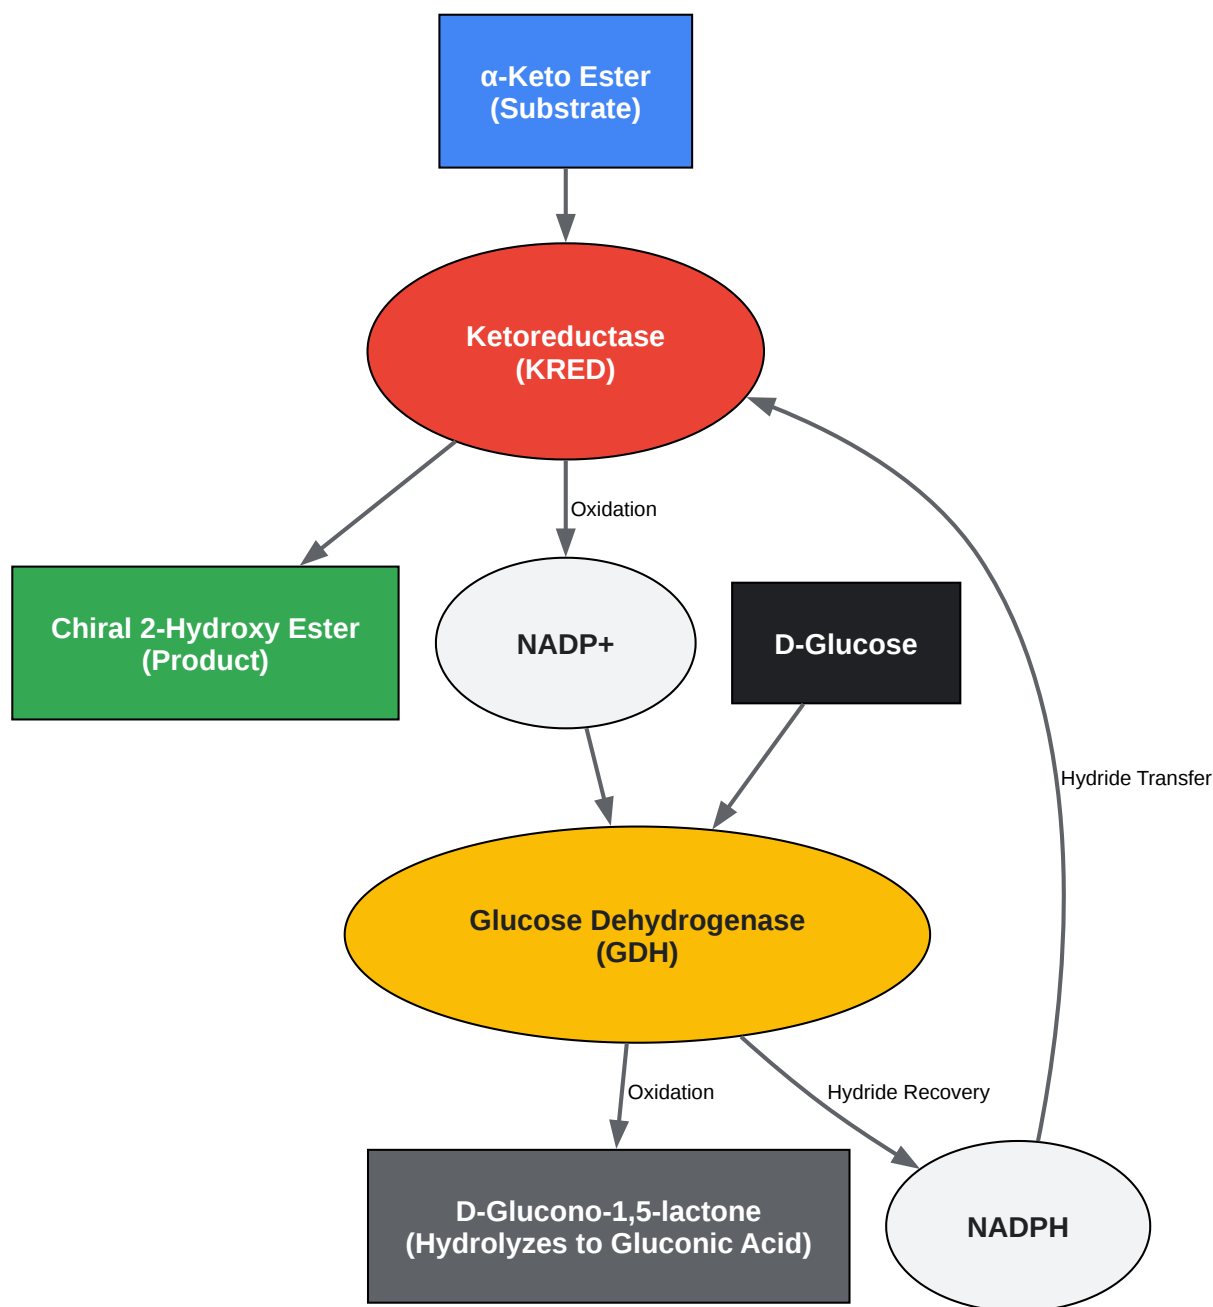 α-Keto Ester
(Substrate)
Ketoreductase
(KRED)
Oxidation
Chiral 2-Hydroxy Ester
(Product)
NADP+
D-Glucose
Hydride Transfer
Glucose Dehydrogenase
(GDH)
Oxidation
Hydride Recovery
D-Glucono-1,5-lactone
(Hydrolyzes to Gluconic Acid)
NADPH